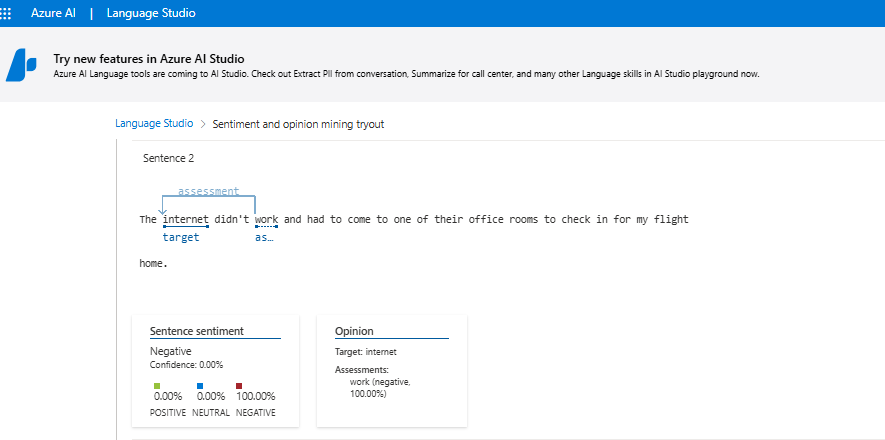 Azure AI | Language Studio
Try new features in Azure AI Studio
Azure AI Language tools are coming to AI Studio. Check out Extract PII from conversation, Summarize for call center, and many other Language skills in AI Studio playground now.
Language Studio > Sentiment and opinion mining tryout
Sentence 2
assessment
The internet didn't work and had to come to one of their office rooms to check in for my flight
target as…
home.
Sentence sentiment
Negative
Confidence: 0.00%
0.00% 0.00% 100.00%
POSITIVE NEUTRAL NEGATIVE
Opinion
Target: internet
Assessments:
work (negative,
100.00%)